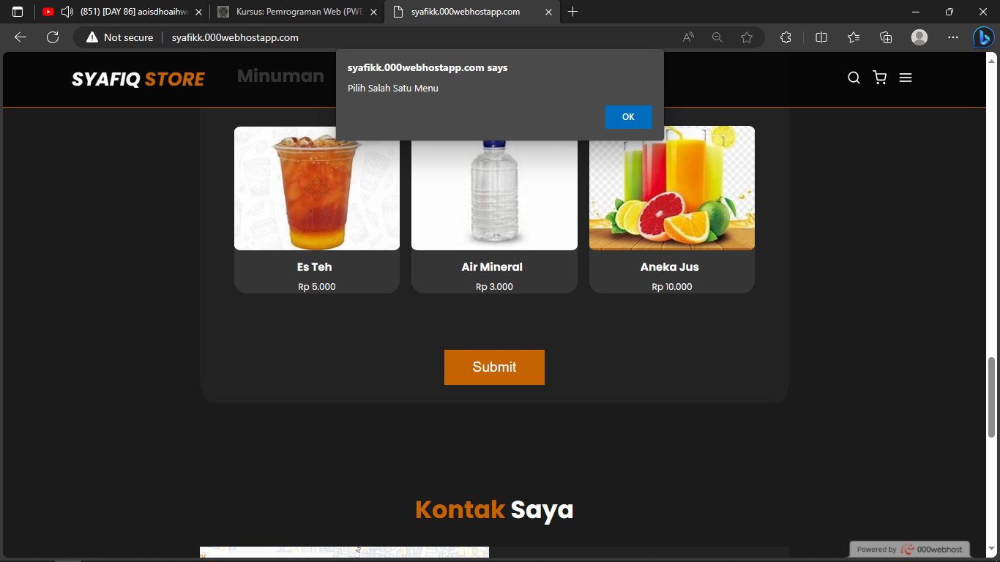 (851) [DAY 86] aoisdhoaihw
Kursus: Pemrograman Web (PWE
syafikk.000webhostapp.com
Not secure
syafikk.000webhostapp.com
syafikk.000webhostapp.com says
Pilih Salah Satu Menu
OK
SYAFIQ STORE
Minuman
Es Teh
Rp 5.000
Air Mineral
Rp 3.000
Aneka Jus
Rp 10.000
Submit
Kontak Saya
Powered by 000webhost